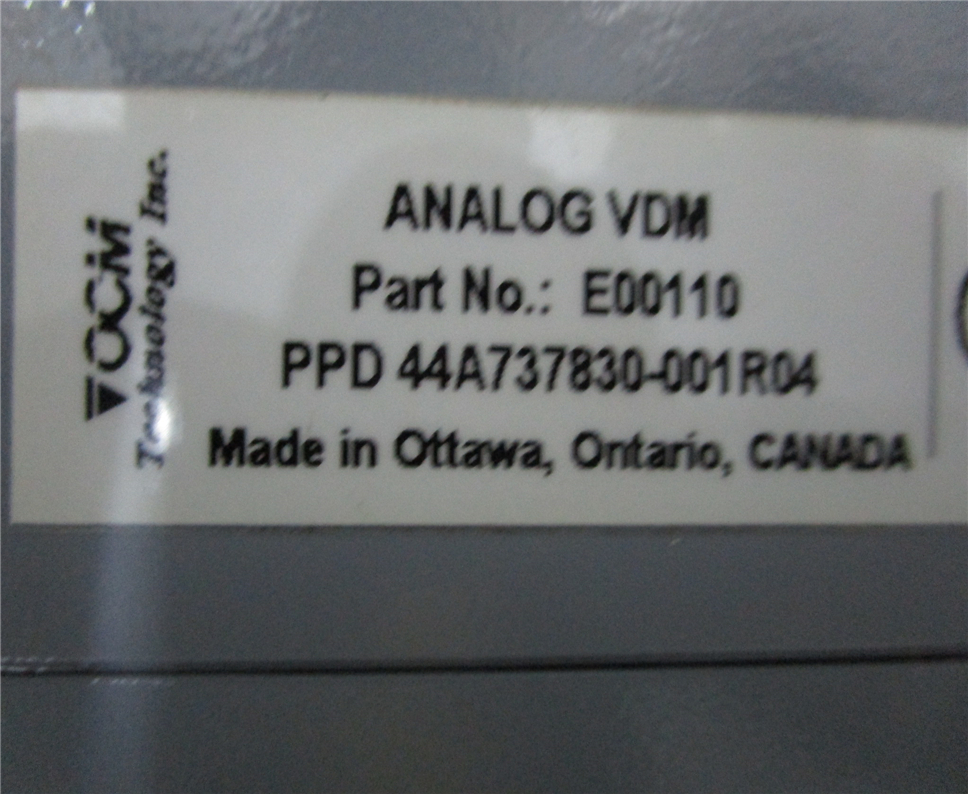 VOCM
Technology Inc.
ANALOG VDM
Part No.: E00110
PPD 44A737830-001R04
Made in Ottawa, Ontario, CANADA